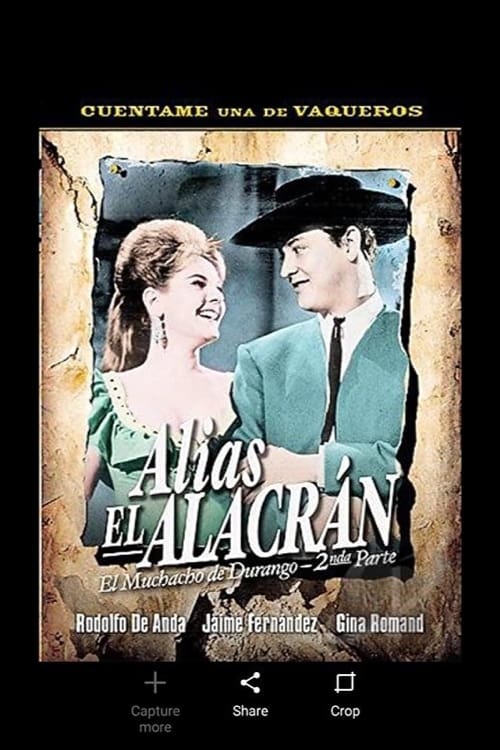 CUENTAME UNA DE VAQUEROS
Alias
EL ALACRÁN
El Muchacho de Durango – 2nda Parte
Rodolfo De Anda Jaime Fernández Gina Romand
Capture more
Share
Crop